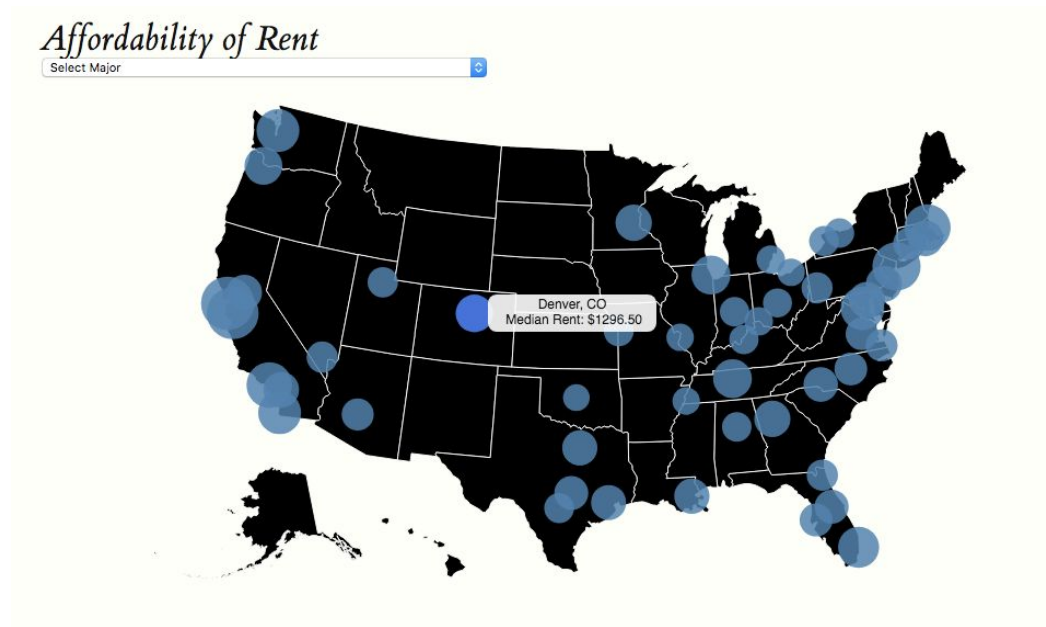 Affordability of Rent
Select Major
Denver, CO
Median Rent: $1296.50